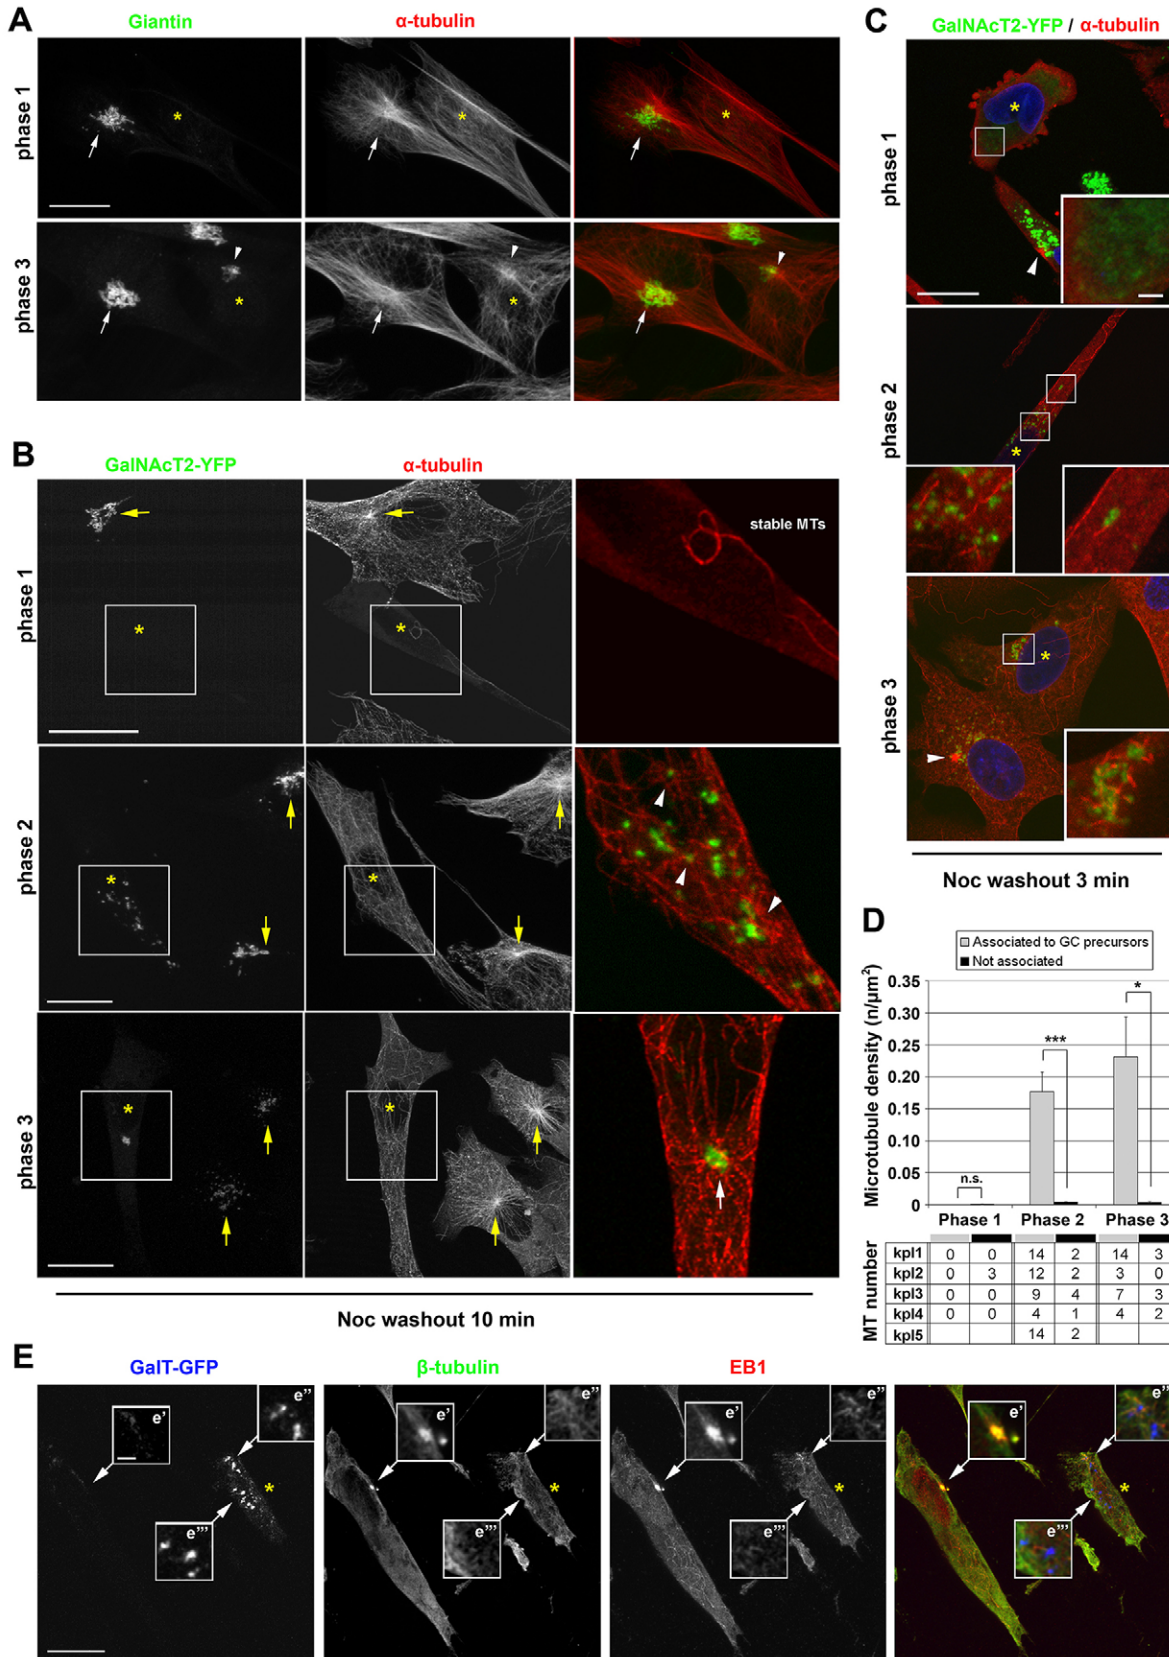 A
Giantin
α-tubulin
phase 1
*
*
*
phase 3
*
*
*
B
GalNAcT2-YFP
α-tubulin
phase 1
*
*
stable MTs
phase 2
*
*
phase 3
*
*
Noc washout 10 min
C
GalNAcT2-YFP / α-tubulin
phase 1
*
phase 2
*
phase 3
*
Noc washout 3 min
D
Associated to GC precursors
Not associated
Microtubule density (n/µm²)
0.35
0.30
0.25
0.20
0.15
0.10
0.05
0
n.s.
***
*
Phase 1 Phase 2 Phase 3
MT number
kpl1 0 0 14 2 14 3
kpl2 0 3 12 2 3 0
kpl3 0 0 9 4 7 3
kpl4 0 0 4 1 4 2
kpl5 14 2
E
GalT-GFP
β-tubulin
EB1
e'
e''
e'''
*
e'
e''
e'''
*
e'
e''
e'''
*
e'
e''
e'''
*